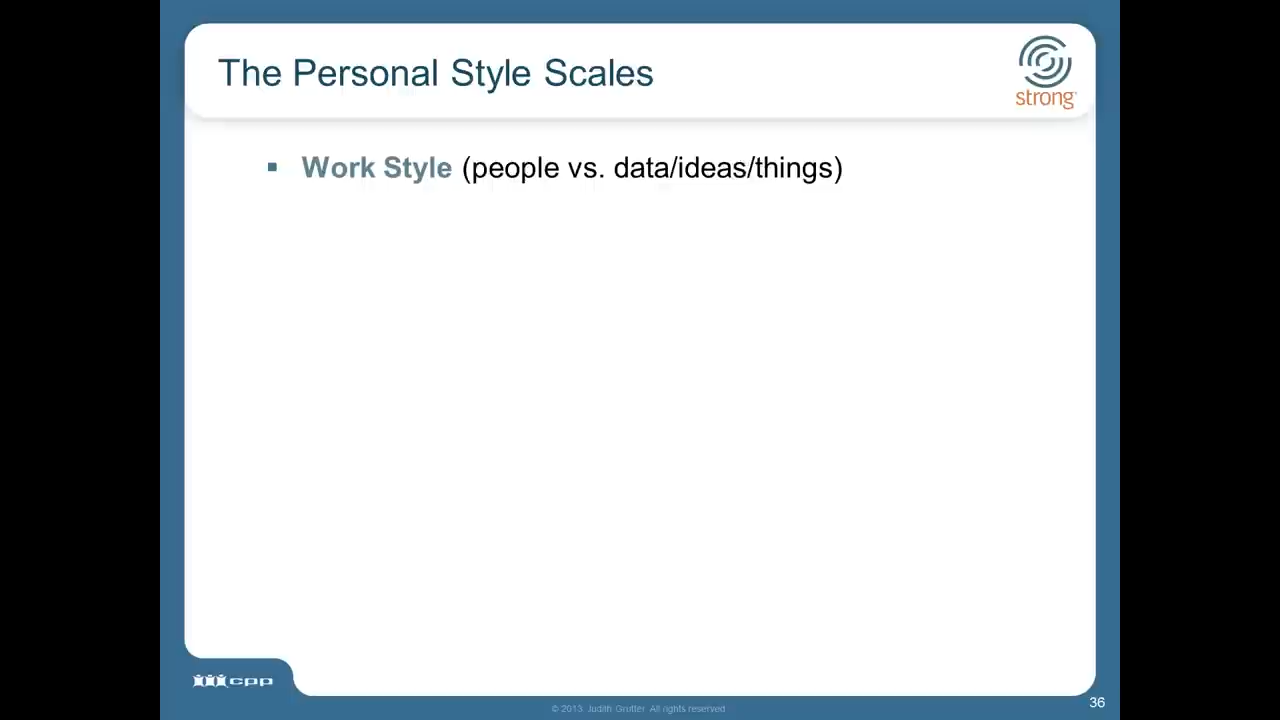 The Personal Style Scales
strong
▪ Work Style (people vs. data/ideas/things)
cpp
© 2013. Judith Grutter. All rights reserved
36